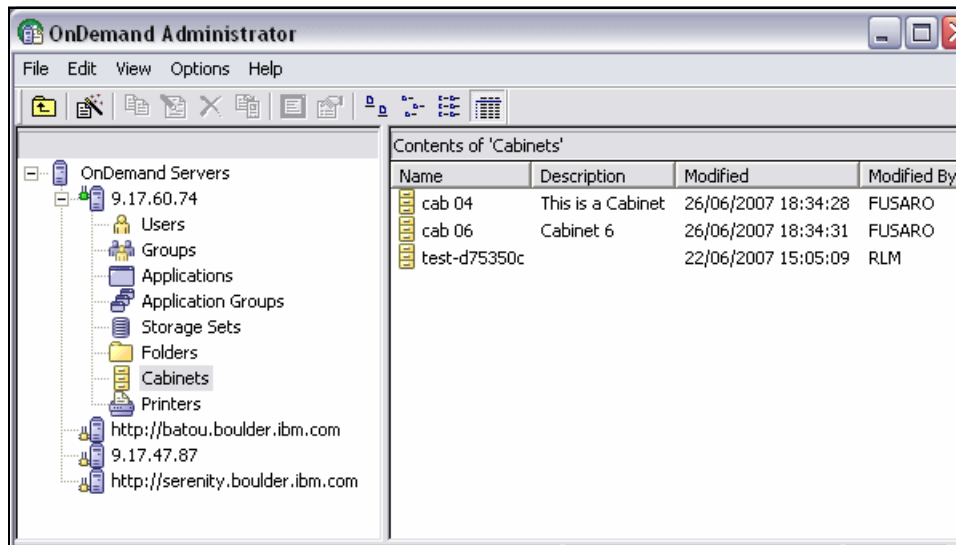 OnDemand Administrator
File Edit View Options Help
Contents of 'Cabinets'
OnDemand Servers
9.17.60.74
Users
Groups
Applications
Application Groups
Storage Sets
Folders
Cabinets
Printers
http://batou.boulder.ibm.com
9.17.47.87
http://serenity.boulder.ibm.com
Name Description Modified Modified By
cab 04 This is a Cabinet 26/06/2007 18:34:28 FUSARO
cab 06 Cabinet 6 26/06/2007 18:34:31 FUSARO
test-d75350c 22/06/2007 15:05:09 RLM